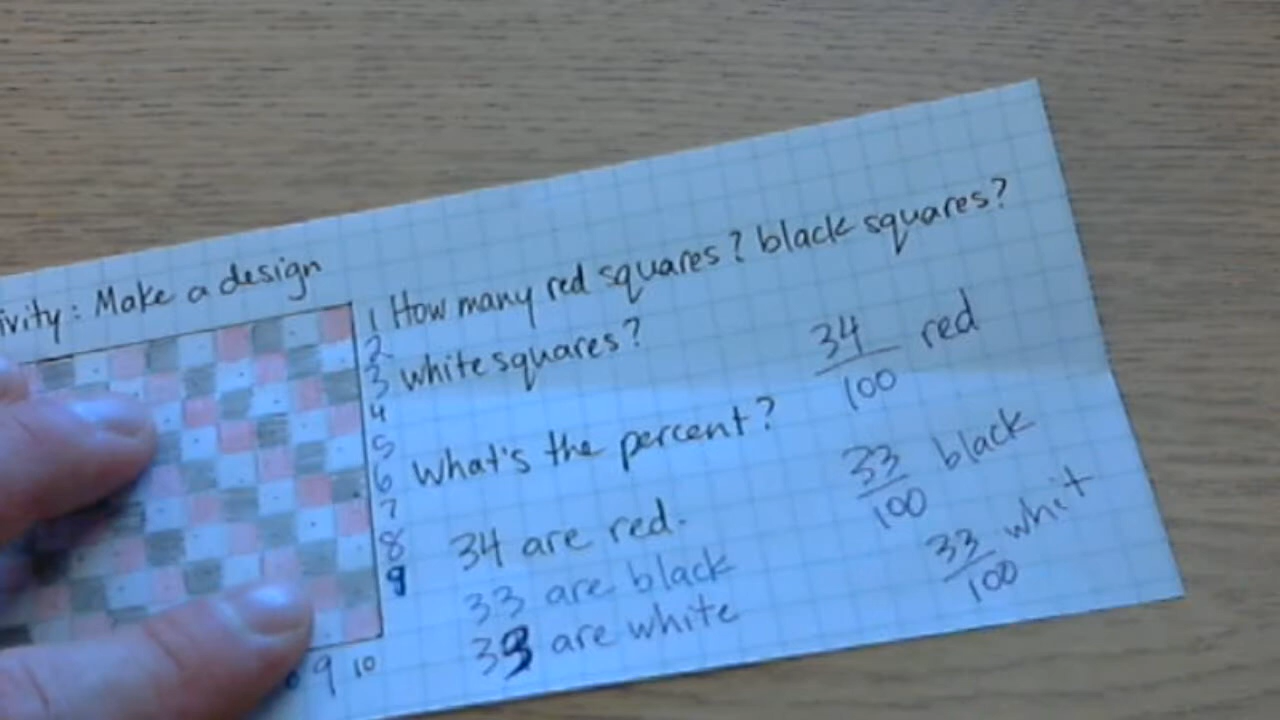 ivity: Make a design
1 How many red squares? black squares?
2
3 white squares?
4
5
6 What's the percent?
7
8
9
9 10
34 are red.
33 are black
33 are white
34
100 red
33
100 black
33
100 whit